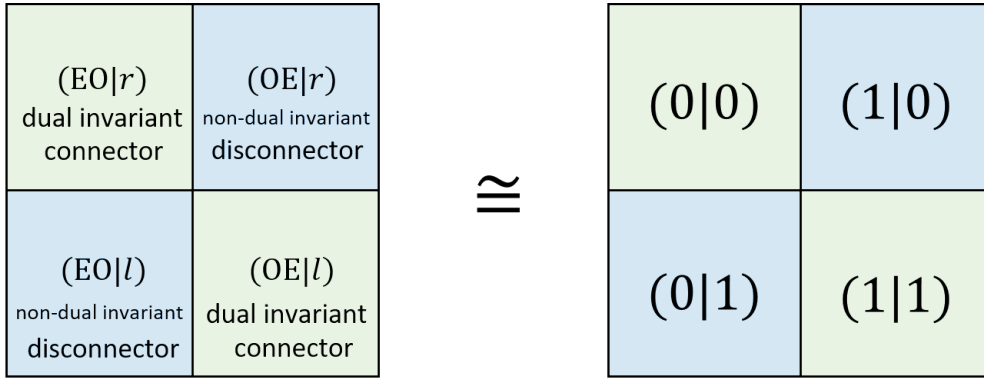 (EO|r)
dual invariant
connector
(OE|r)
non-dual invariant
disconnector
(EO|l)
non-dual invariant
disconnector
(OE|l)
dual invariant
connector
≅
(0|0)
(1|0)
(0|1)
(1|1)